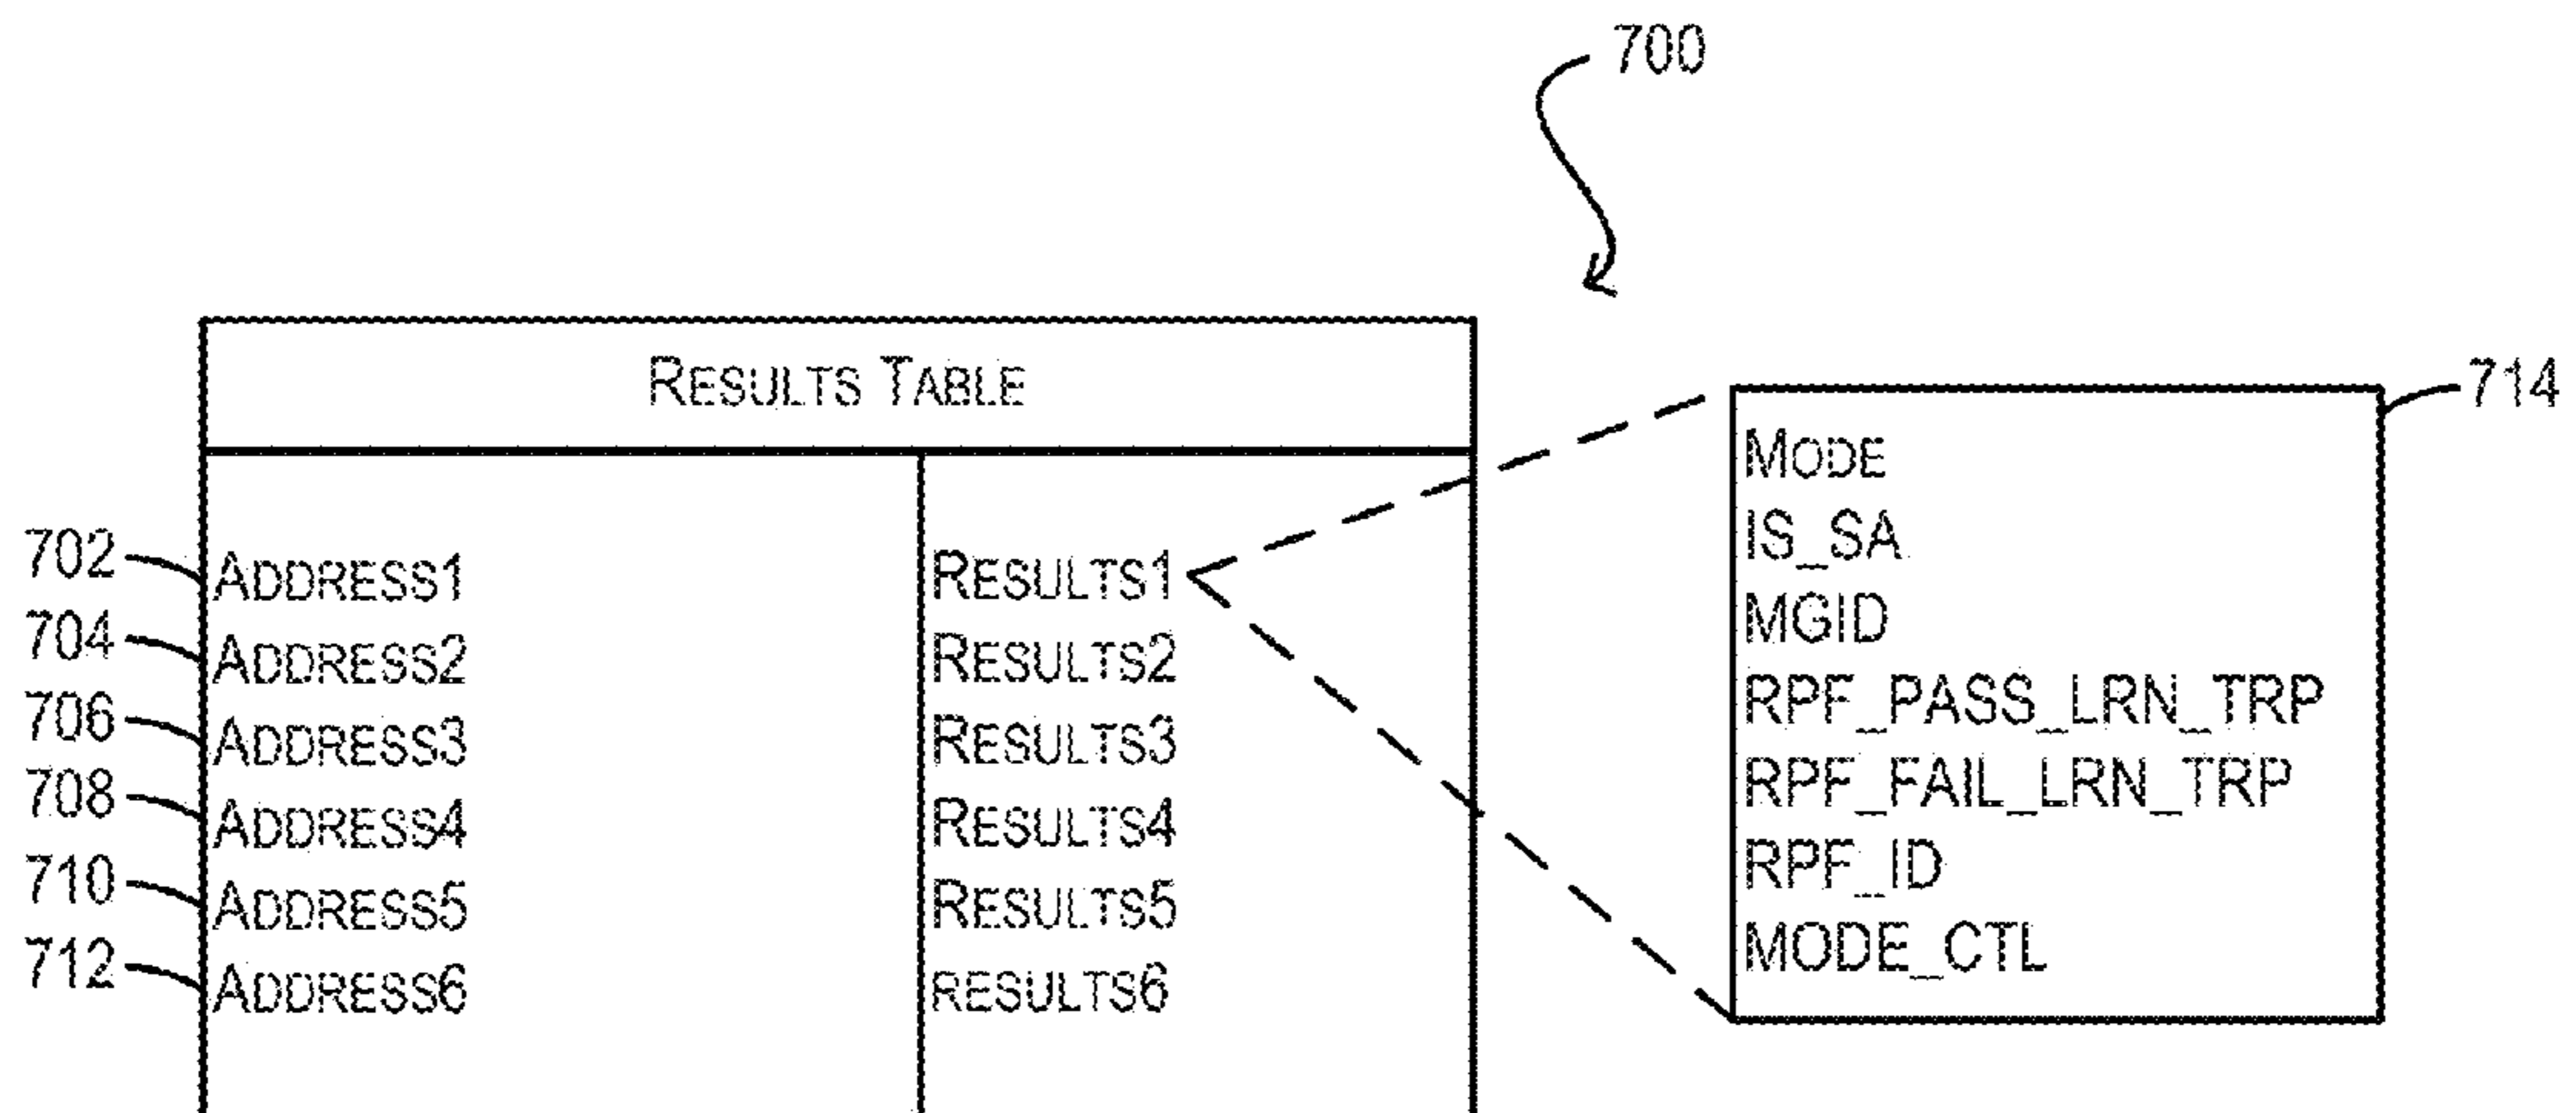 700
RESULTS TABLE
714
MODE
IS_SA
MGID
RPF_PASS_LRN_TRP
RPF_FAIL_LRN_TRP
RPF_ID
MODE_CTL
702 ADDRESS1 RESULTS1
704 ADDRESS2 RESULTS2
706 ADDRESS3 RESULTS3
708 ADDRESS4 RESULTS4
710 ADDRESS5 RESULTS5
712 ADDRESS6 RESULTS6